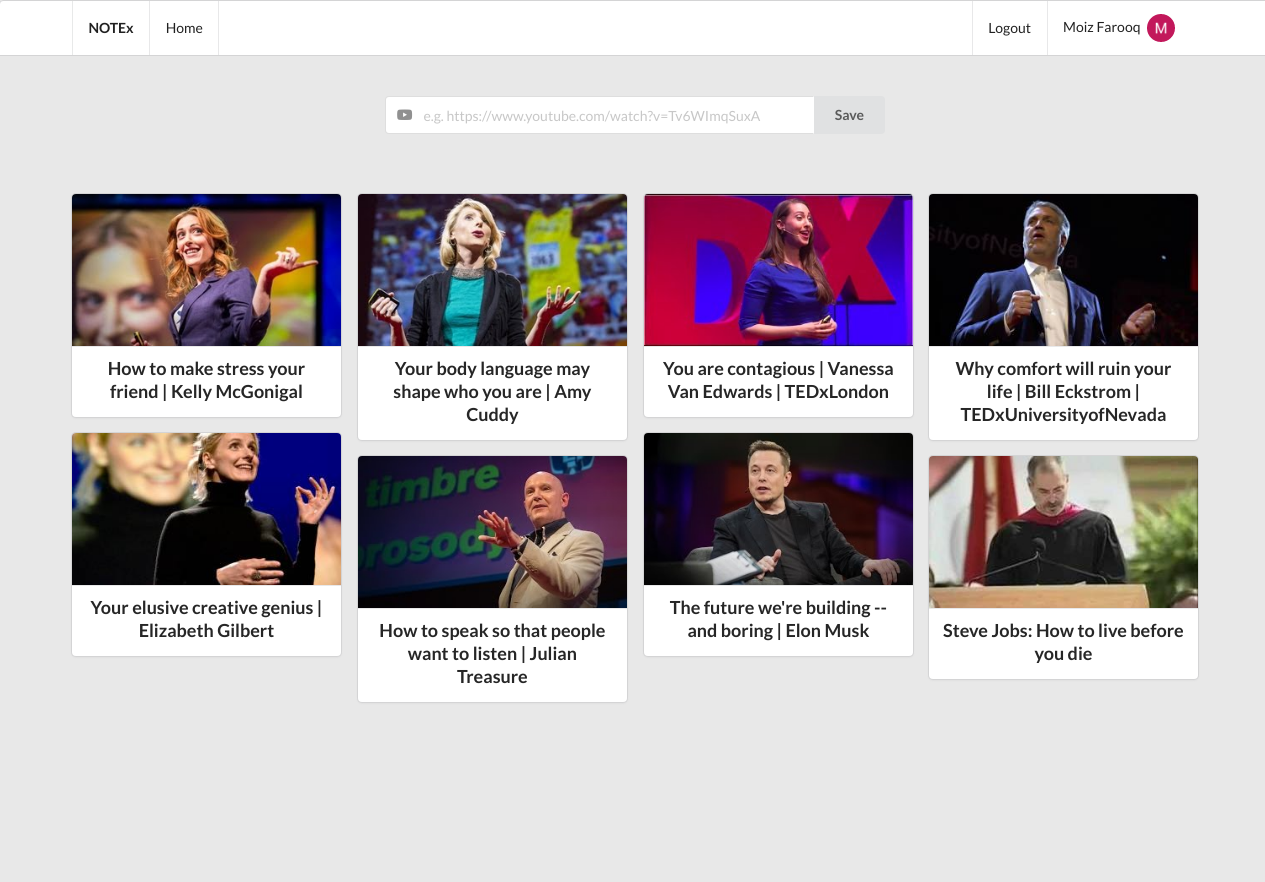 NOTEx
Home
Logout
Moiz Farooq
M
e.g. https://www.youtube.com/watch?v=Tv6WImqSuxA
Save
1963
DX
sityofNe
a
How to make stress your
friend | Kelly McGonigal
Your body language may
shape who you are | Amy
Cuddy
You are contagious | Vanessa
Van Edwards | TEDxLondon
Why comfort will ruin your
life | Bill Eckstrom |
TEDxUniversityofNevada
timbre
prosody
Your elusive creative genius |
Elizabeth Gilbert
How to speak so that people
want to listen | Julian
Treasure
The future we're building --
and boring | Elon Musk
Steve Jobs: How to live before
you die